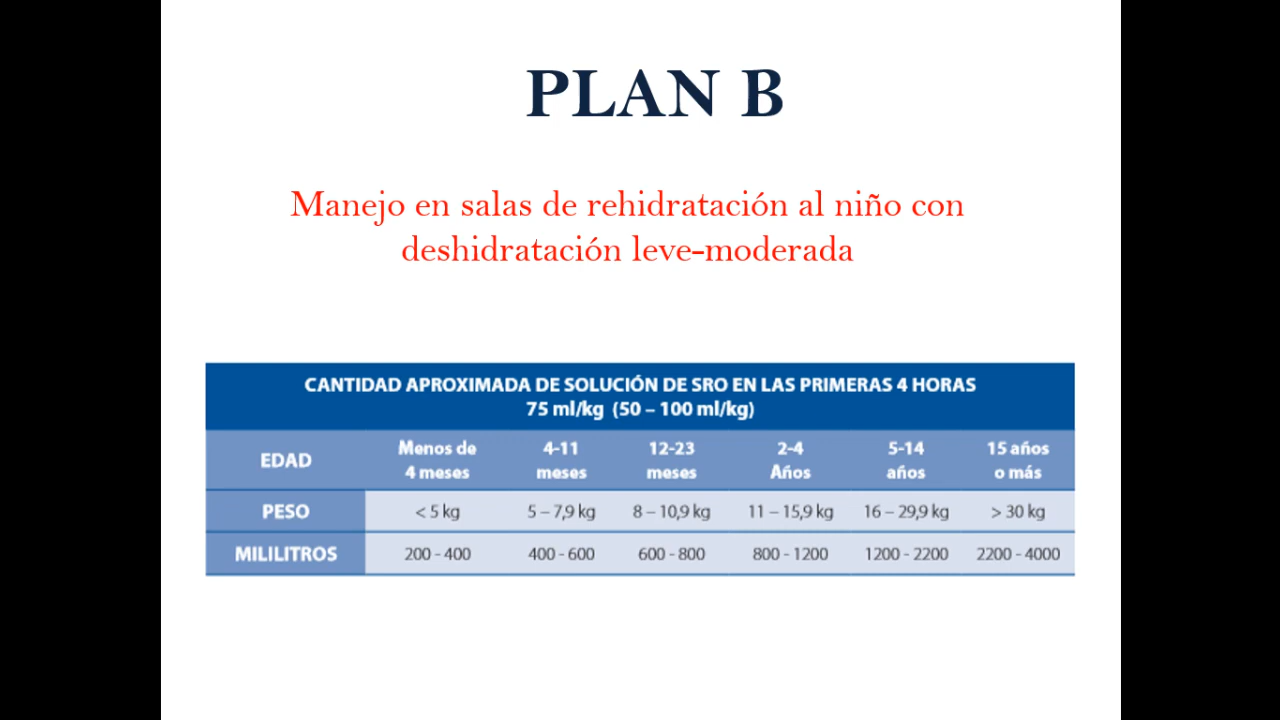 PLAN B
Manejo en salas de rehidratación al niño con
deshidratación leve-moderada
CANTIDAD APROXIMADA DE SOLUCIÓN DE SRO EN LAS PRIMERAS 4 HORAS
75 ml/kg (50 – 100 ml/kg)
EDAD Menos de 4 meses 4-11 meses 12-23 meses 2-4 Años 5-14 años 15 años o más
PESO < 5 kg 5 – 7,9 kg 8 – 10,9 kg 11 – 15,9 kg 16 – 29,9 kg > 30 kg
MILILITROS 200 - 400 400 - 600 600 - 800 800 - 1200 1200 - 2200 2200 - 4000